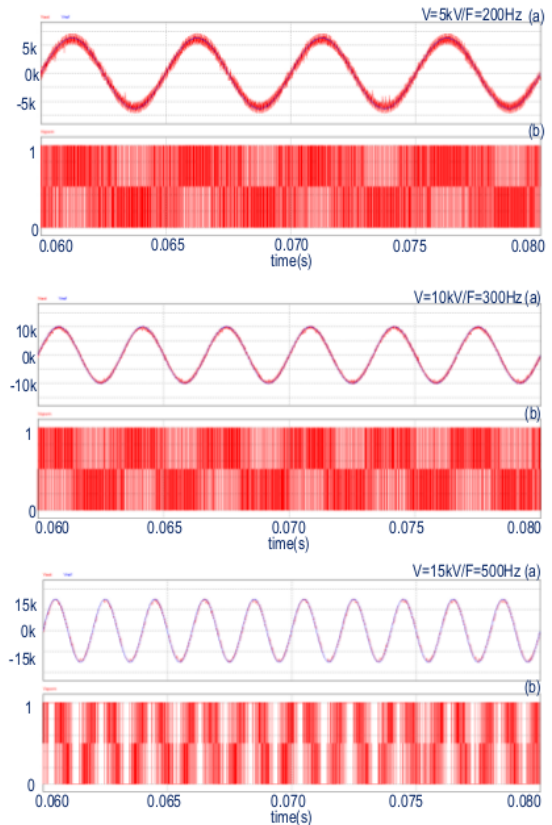 V=5kV/F=200Hz (a)
5k
0k
-5k
(b)
1
0
0.060 0.065 0.070 0.075 0.080
time(s)
V=10kV/F=300Hz (a)
10k
0k
-10k
(b)
1
0
0.060 0.065 0.070 0.075 0.080
time(s)
V=15kV/F=500Hz (a)
15k
0k
-15k
(b)
1
0
0.060 0.065 0.070 0.075 0.080
time(s)